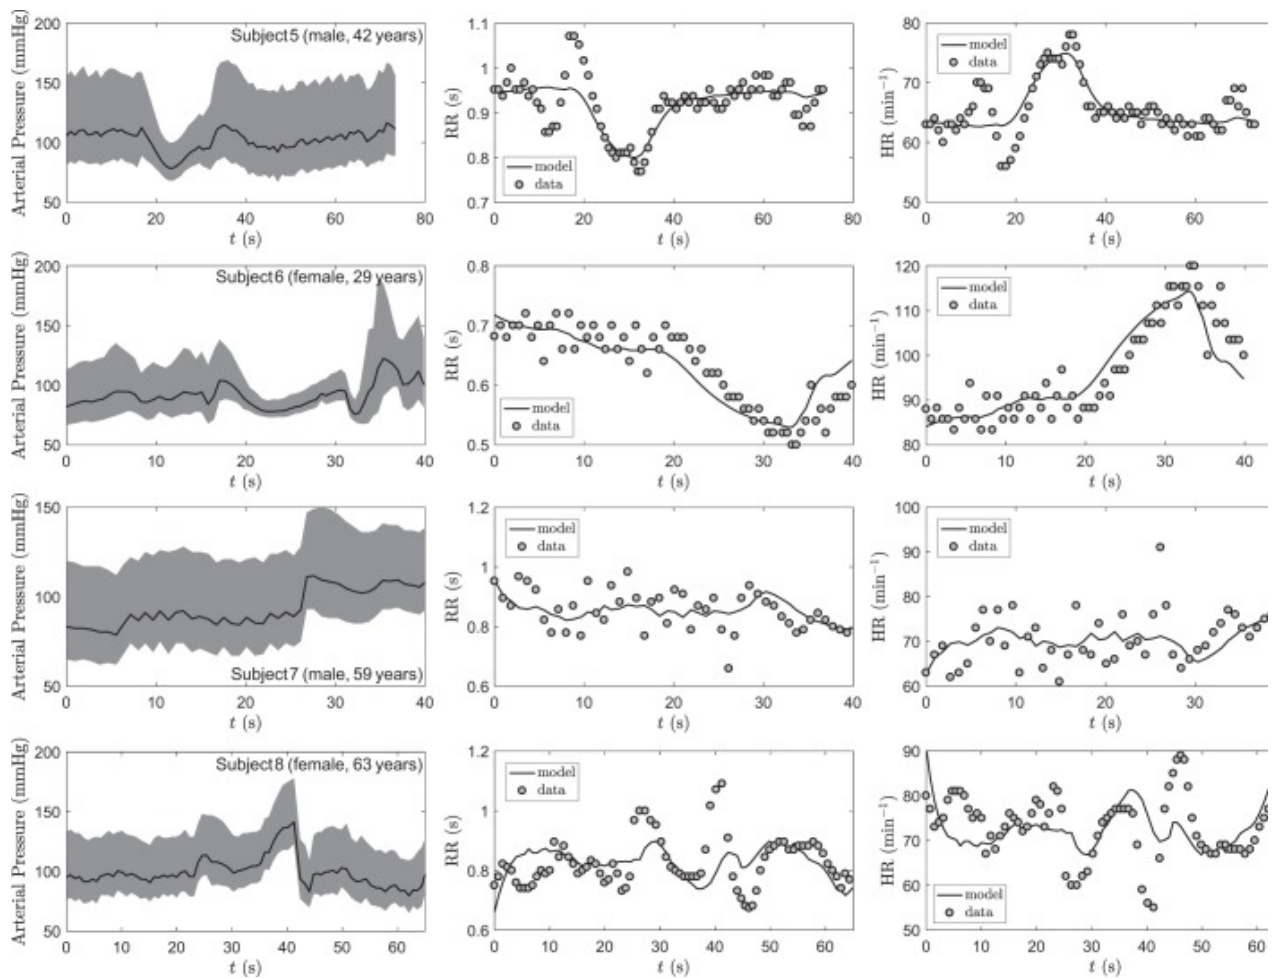 Arterial Pressure (mmHg)
200
150
100
50
Subject5 (male, 42 years)
0 20 40 60 80
t (s)
RR (s)
1.1
1
0.9
0.8
0.7
model
data
0 20 40 60 80
t (s)
HR (min⁻¹)
80
70
60
50
model
data
0 20 40 60
t (s)
Arterial Pressure (mmHg)
200
150
100
50
Subject6 (female, 29 years)
0 10 20 30 40
t (s)
RR (s)
0.8
0.7
0.6
0.5
model
data
0 10 20 30 40
t (s)
HR (min⁻¹)
120
110
100
90
80
model
data
0 10 20 30 40
t (s)
Arterial Pressure (mmHg)
150
100
50
Subject7 (male, 59 years)
0 10 20 30 40
t (s)
RR (s)
1.2
1
0.8
0.6
model
data
0 10 20 30 40
t (s)
HR (min⁻¹)
100
90
80
70
60
model
data
0 10 20 30
t (s)
Arterial Pressure (mmHg)
200
150
100
50
Subject8 (female, 63 years)
0 10 20 30 40 50 60
t (s)
RR (s)
1.2
1
0.8
0.6
model
data
0 10 20 30 40 50 60
t (s)
HR (min⁻¹)
90
80
70
60
50
model
data
0 10 20 30 40 50 60
t (s)